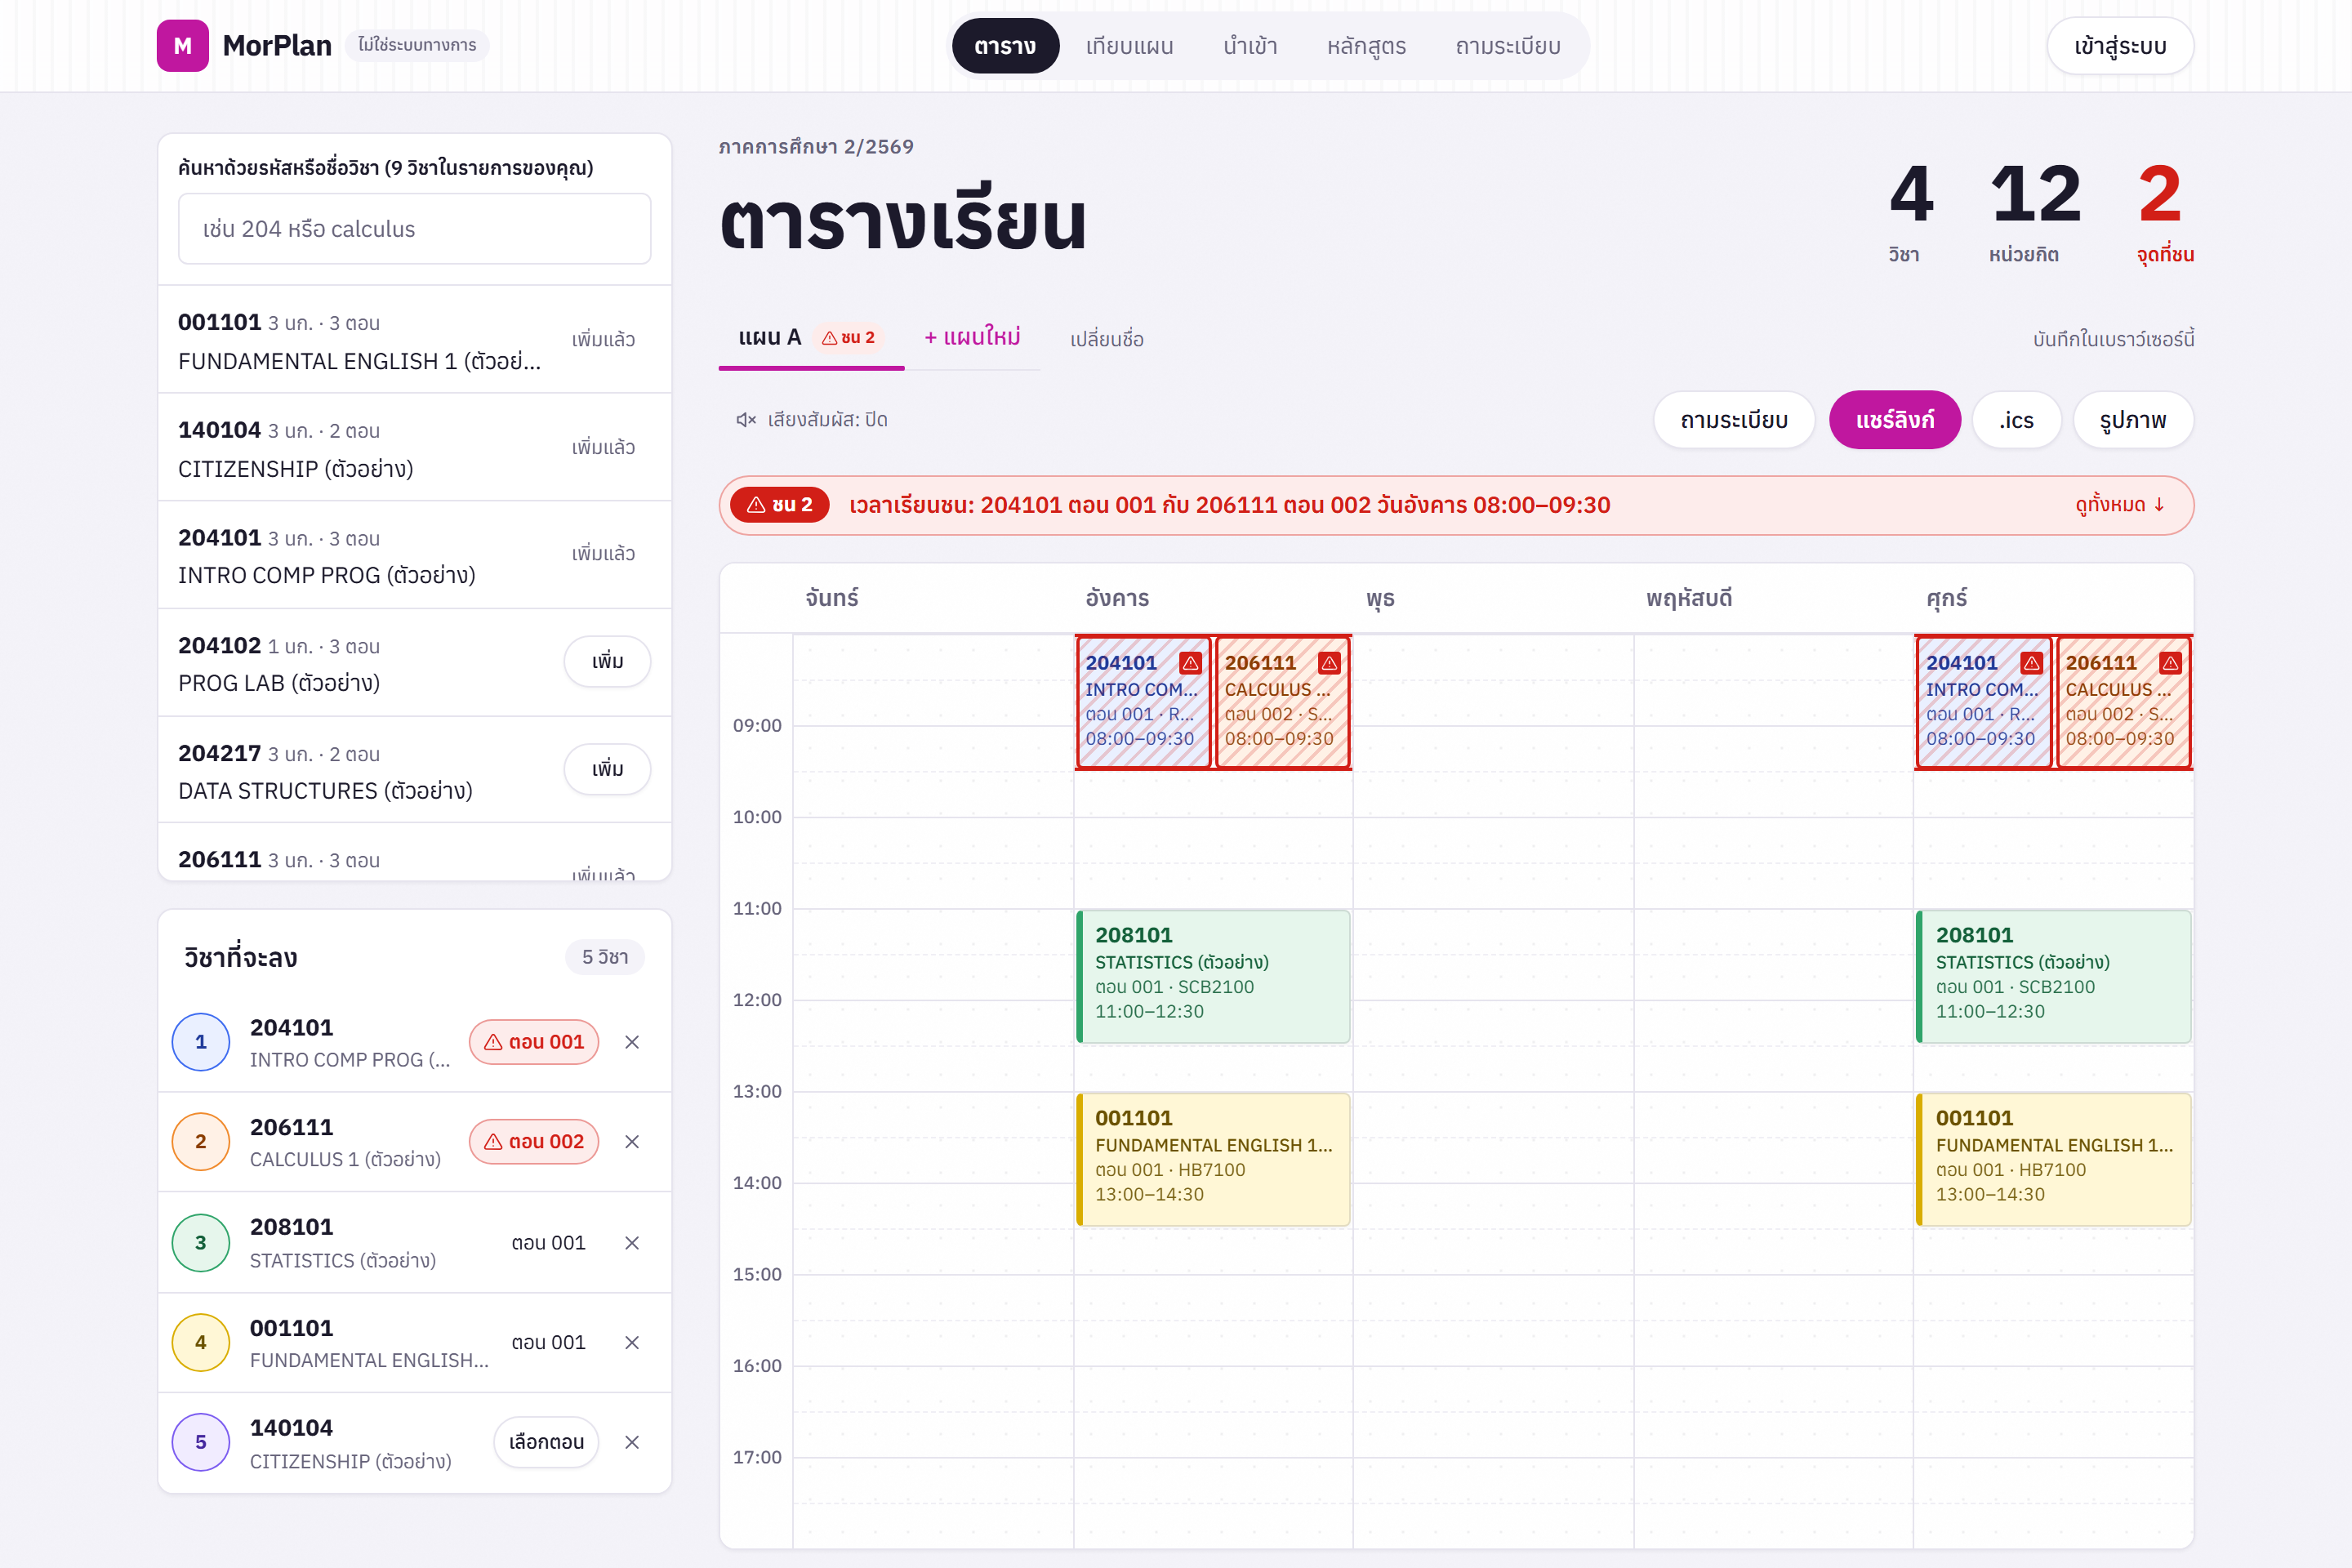 M MorPlan ไม่ใช่ระบบทางการ
ตาราง เทียบแผน นำเข้า หลักสูตร ถามระเบียบ
เข้าสู่ระบบ
ค้นหาด้วยรหัสหรือชื่อวิชา (9 วิชาในรายการของคุณ)
เช่น 204 หรือ calculus
001101 3 นก. · 3 ตอน
FUNDAMENTAL ENGLISH 1 (ตัวอย่...
เพิ่มแล้ว
140104 3 นก. · 2 ตอน
CITIZENSHIP (ตัวอย่าง)
เพิ่มแล้ว
204101 3 นก. · 3 ตอน
INTRO COMP PROG (ตัวอย่าง)
เพิ่มแล้ว
204102 1 นก. · 3 ตอน
PROG LAB (ตัวอย่าง)
เพิ่ม
204217 3 นก. · 2 ตอน
DATA STRUCTURES (ตัวอย่าง)
เพิ่ม
206111 3 นก. · 3 ตอน
เพิ่มแล้ว
วิชาที่จะลง
5 วิชา
1
204101
INTRO COMP PROG (...
ตอน 001
2
206111
CALCULUS 1 (ตัวอย่าง)
ตอน 002
3
208101
STATISTICS (ตัวอย่าง)
ตอน 001
4
001101
FUNDAMENTAL ENGLISH...
ตอน 001
5
140104
CITIZENSHIP (ตัวอย่าง)
เลือกตอน
ภาคการศึกษา 2/2569
ตารางเรียน
4 12 2
วิชา หน่วยกิต จุดที่ชน
แผน A ชน 2 + แผนใหม่ เปลี่ยนชื่อ
บันทึกในเบราว์เซอร์นี้
เสียงสัมผัส: ปิด
ถามระเบียบ แชร์ลิงก์ .ics รูปภาพ
ชน 2 เวลาเรียนชน: 204101 ตอน 001 กับ 206111 ตอน 002 วันอังคาร 08:00–09:30
ดูทั้งหมด ↓
จันทร์ อังคาร พุธ พฤหัสบดี ศุกร์
204101
INTRO COM...
ตอน 001 · R...
08:00–09:30
206111
CALCULUS ...
ตอน 002 · S...
08:00–09:30
204101
INTRO COM...
ตอน 001 · R...
08:00–09:30
206111
CALCULUS ...
ตอน 002 · S...
08:00–09:30
09:00
10:00
11:00
208101
STATISTICS (ตัวอย่าง)
ตอน 001 · SCB2100
11:00–12:30
208101
STATISTICS (ตัวอย่าง)
ตอน 001 · SCB2100
11:00–12:30
12:00
13:00
001101
FUNDAMENTAL ENGLISH 1...
ตอน 001 · HB7100
13:00–14:30
001101
FUNDAMENTAL ENGLISH 1...
ตอน 001 · HB7100
13:00–14:30
14:00
15:00
16:00
17:00